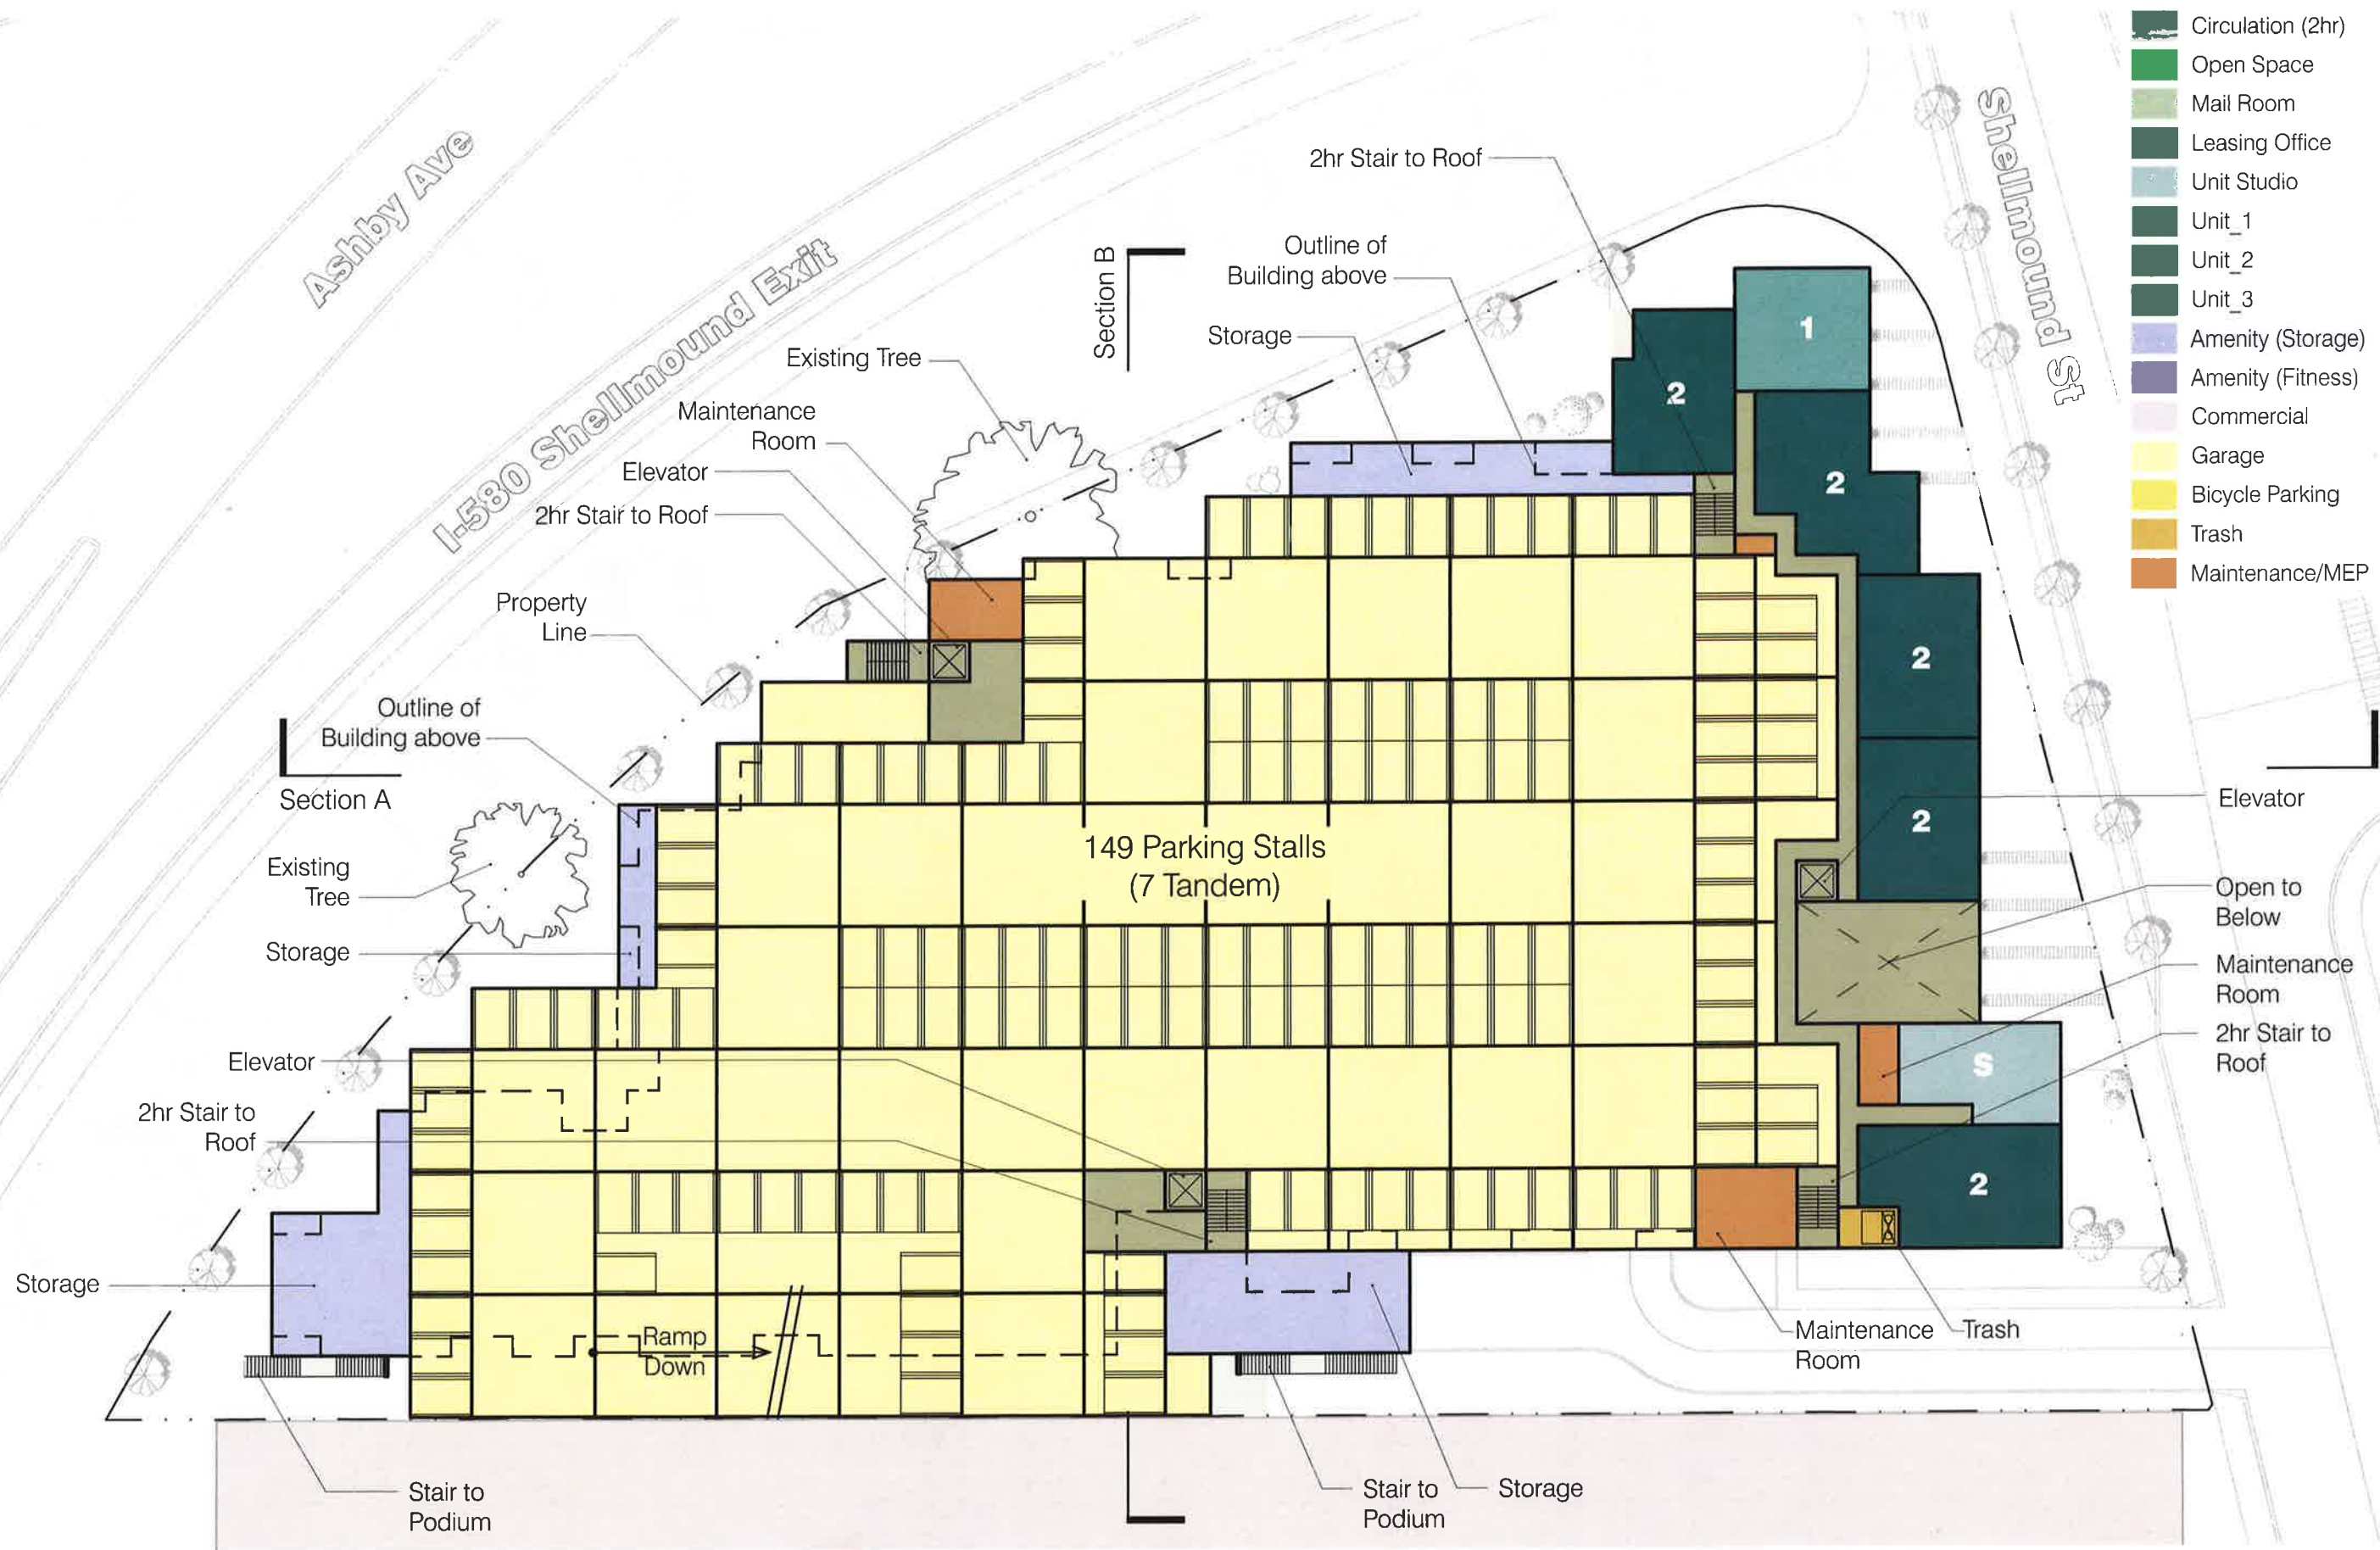 Circulation (2hr)
Open Space
Mail Room
Leasing Office
Unit Studio
Unit_1
Unit_2
Unit_3
Amenity (Storage)
Amenity (Fitness)
Commercial
Garage
Bicycle Parking
Trash
Maintenance/MEP
Ashby Ave
I-580 Shellmound Exit
Shellmound St
2hr Stair to Roof
Section B
Outline of
Building above
Storage
Existing Tree
Maintenance
Room
Elevator
2hr Stair to Roof
Property
Line
Outline of
Building above
Section A
Existing
Tree
Storage
Elevator
2hr Stair to
Roof
Storage
1
2
2
2
2
S
2
149 Parking Stalls
(7 Tandem)
Elevator
Open to
Below
Maintenance
Room
2hr Stair to
Roof
Ramp
Down
Maintenance
Room
Trash
Stair to
Podium
Stair to
Podium
Storage